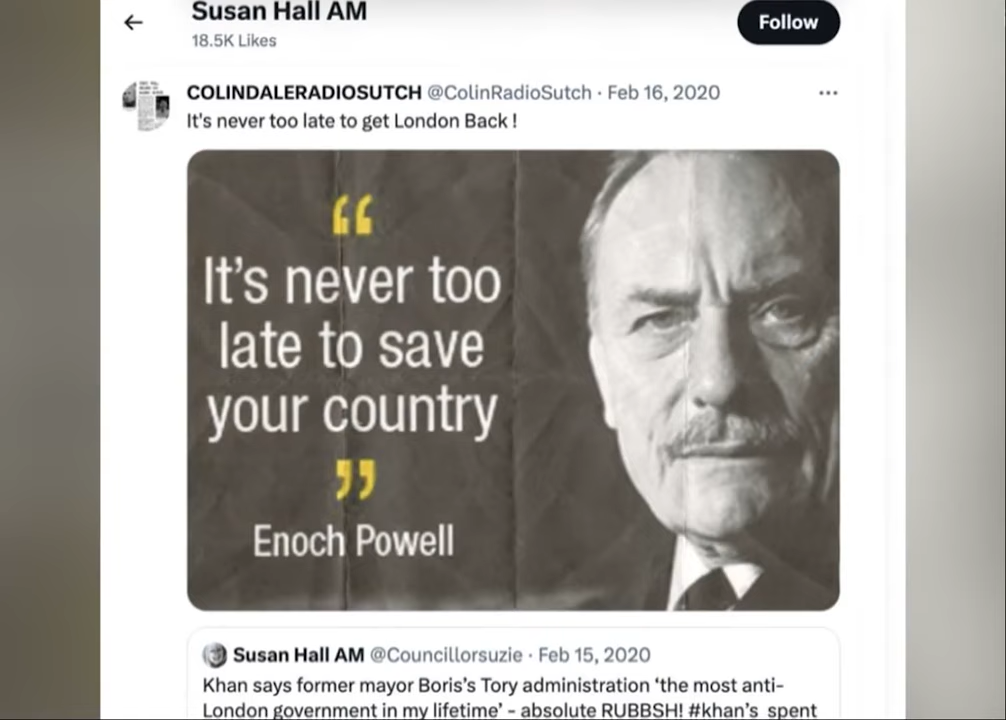 Susan Hall AM
18.5K Likes
Follow
COLINDALERADIOSUTCH @ColinRadioSutch · Feb 16, 2020
It's never too late to get London Back !
“
It’s never too
late to save
your country
”
Enoch Powell
Susan Hall AM @Councillorsuzie · Feb 15, 2020
Khan says former mayor Boris’s Tory administration ‘the most anti-
London government in my lifetime’ - absolute RUBBSH! #khan’s spent